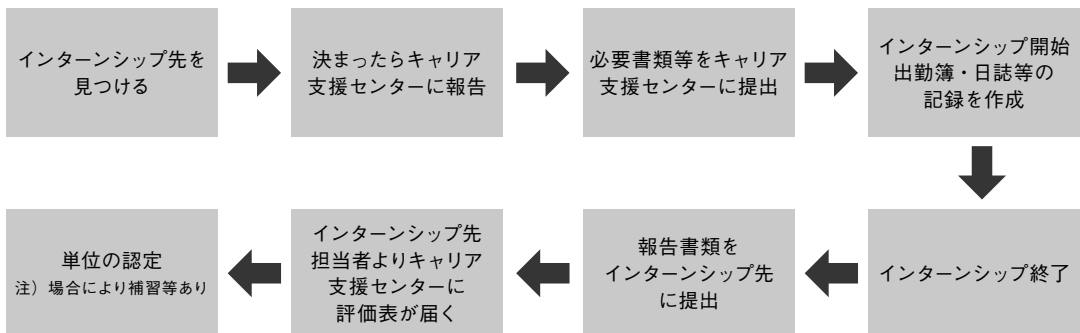 インターンシップ先を
見つける
決まったらキャリア
支援センターに報告
必要書類等をキャリア
支援センターに提出
インターンシップ開始
出勤簿・日誌等の
記録を作成
インターンシップ終了
報告書類を
インターンシップ先
に提出
インターンシップ先
担当者よりキャリア
支援センターに
評価表が届く
単位の認定
注）場合により補習等あり